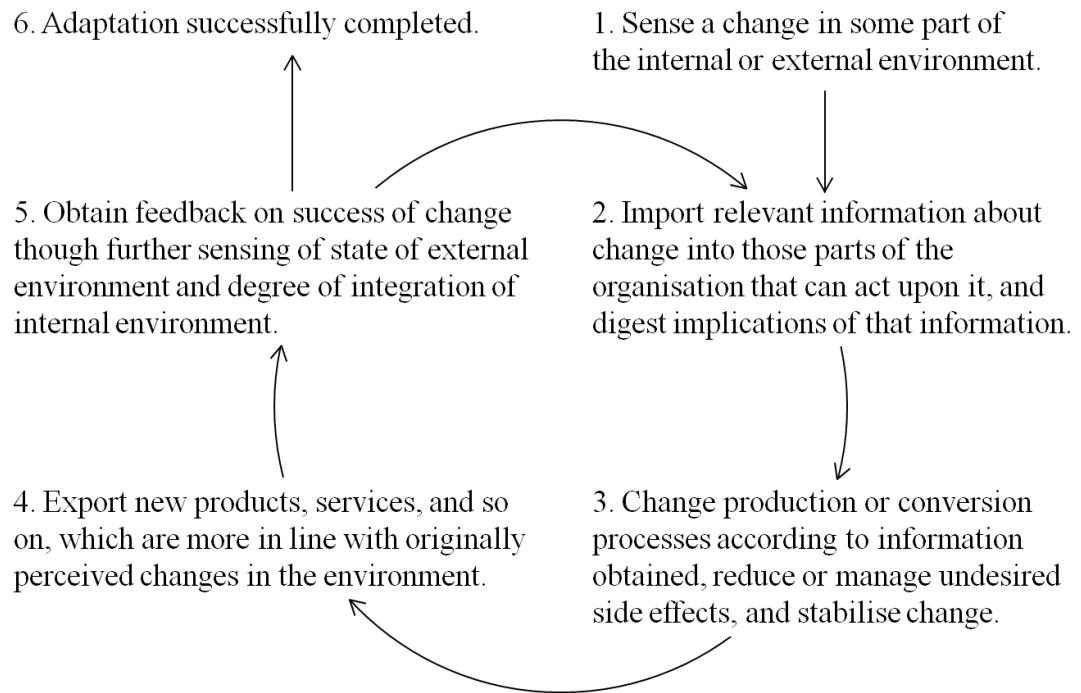 6. Adaptation successfully completed.
1. Sense a change in some part of
the internal or external environment.
5. Obtain feedback on success of change
though further sensing of state of external
environment and degree of integration of
internal environment.
2. Import relevant information about
change into those parts of the
organisation that can act upon it, and
digest implications of that information.
4. Export new products, services, and so
on, which are more in line with originally
perceived changes in the environment.
3. Change production or conversion
processes according to information
obtained, reduce or manage undesired
side effects, and stabilise change.